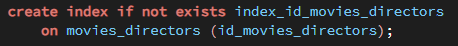 create index if not exists index_id_movies_directors
on movies_directors (id_movies_directors);